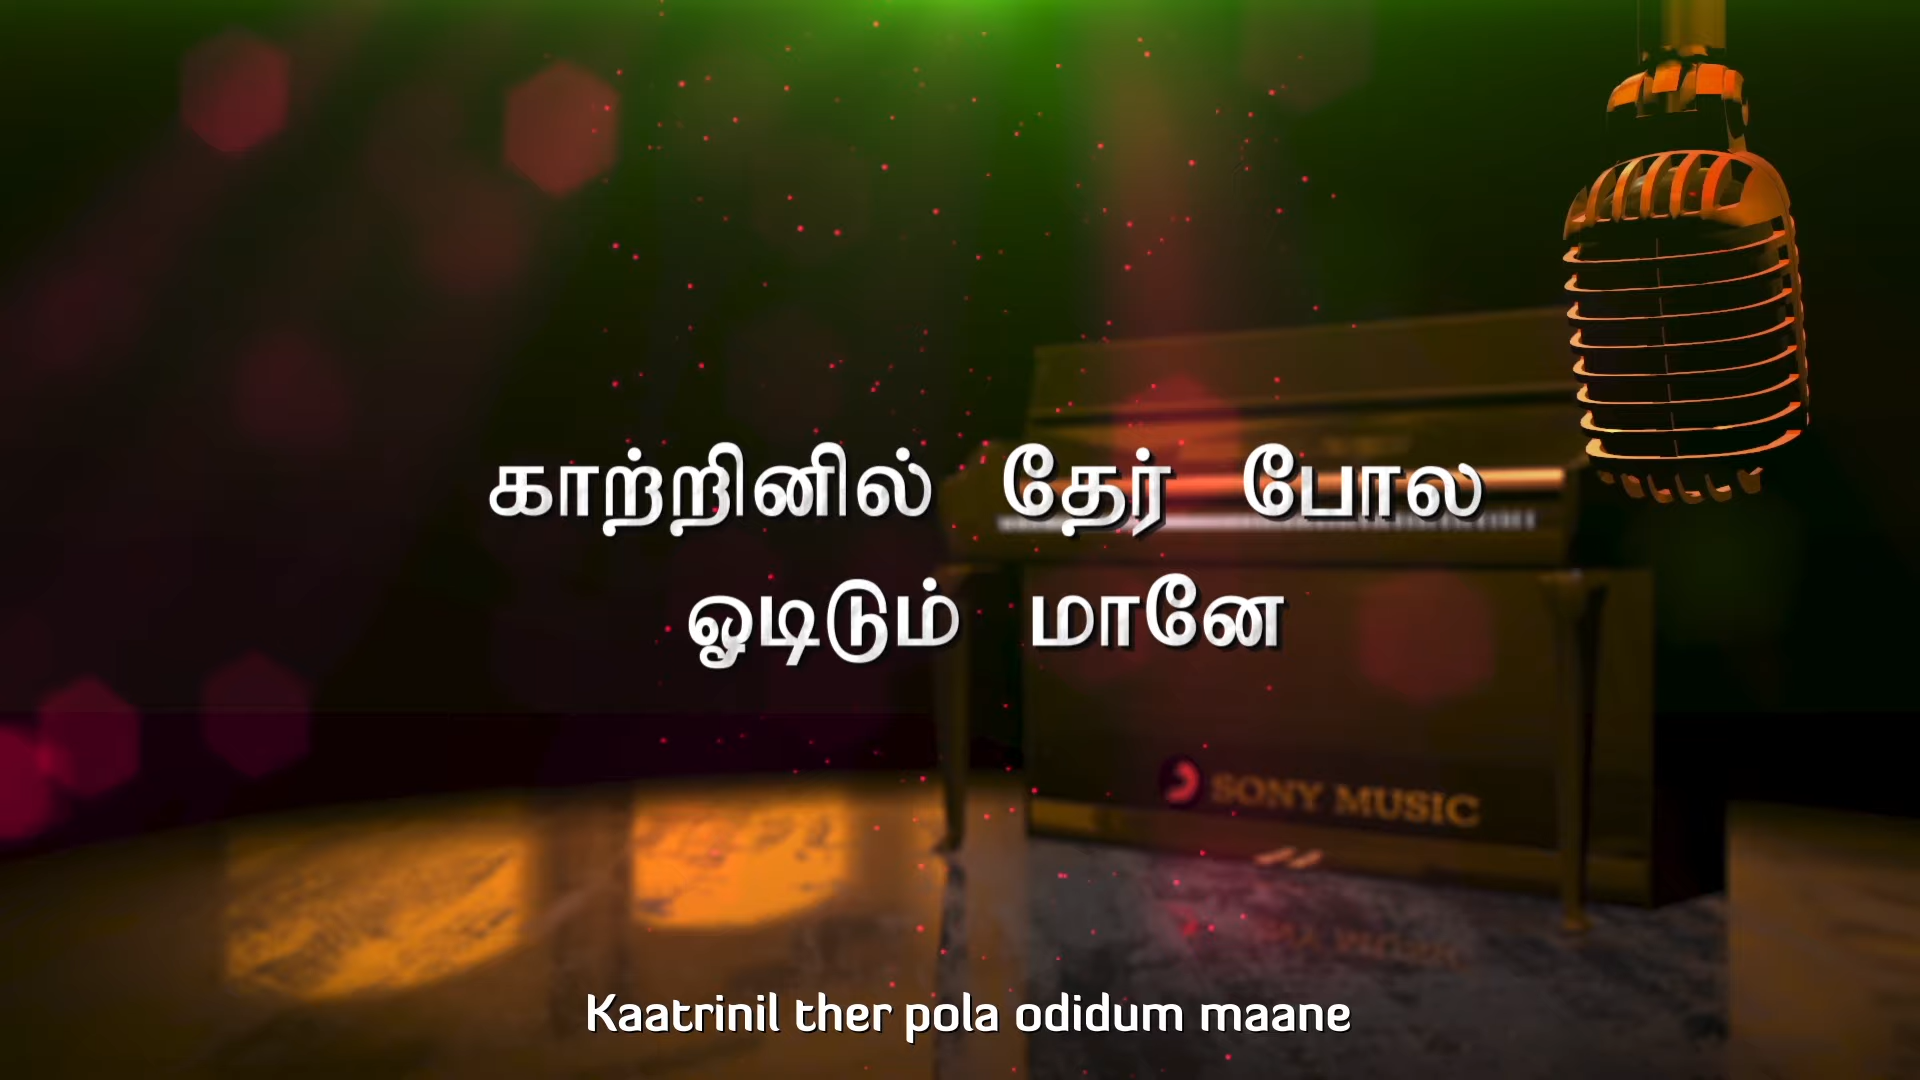 காற்றினில் தேர் போல
ஓடிடும் மானே
SONY MUSIC
Kaatrinil ther pola odidum maane